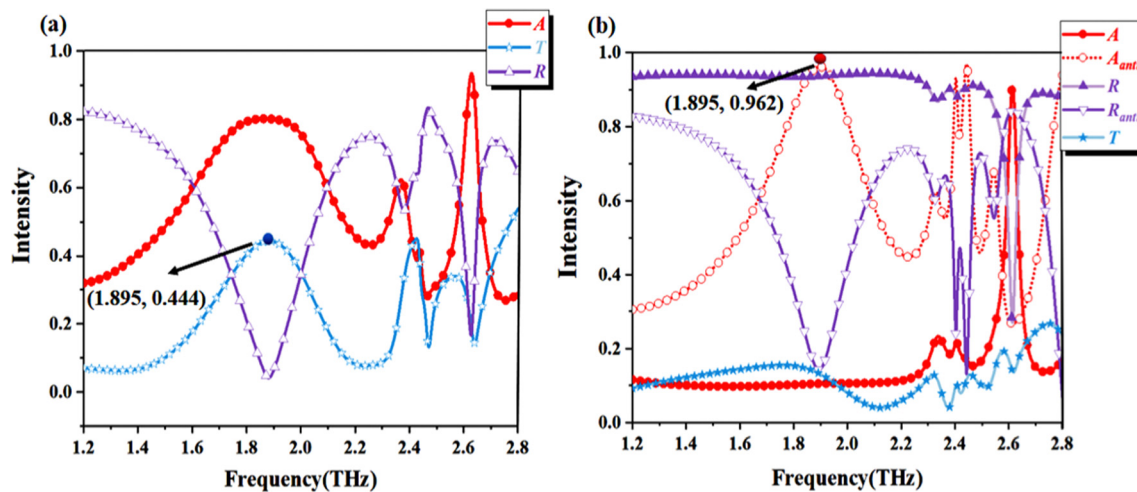 (a)
A
T
R
1.0
0.8
0.6
0.4
0.2
0.0
Intensity
(1.895, 0.444)
1.2 1.4 1.6 1.8 2.0 2.2 2.4 2.6 2.8
Frequency(THz)
(b)
A
A_anti
R
R_anti
T
1.0
0.8
0.6
0.4
0.2
0.0
Intensity
(1.895, 0.962)
1.2 1.4 1.6 1.8 2.0 2.2 2.4 2.6 2.8
Frequency(THz)